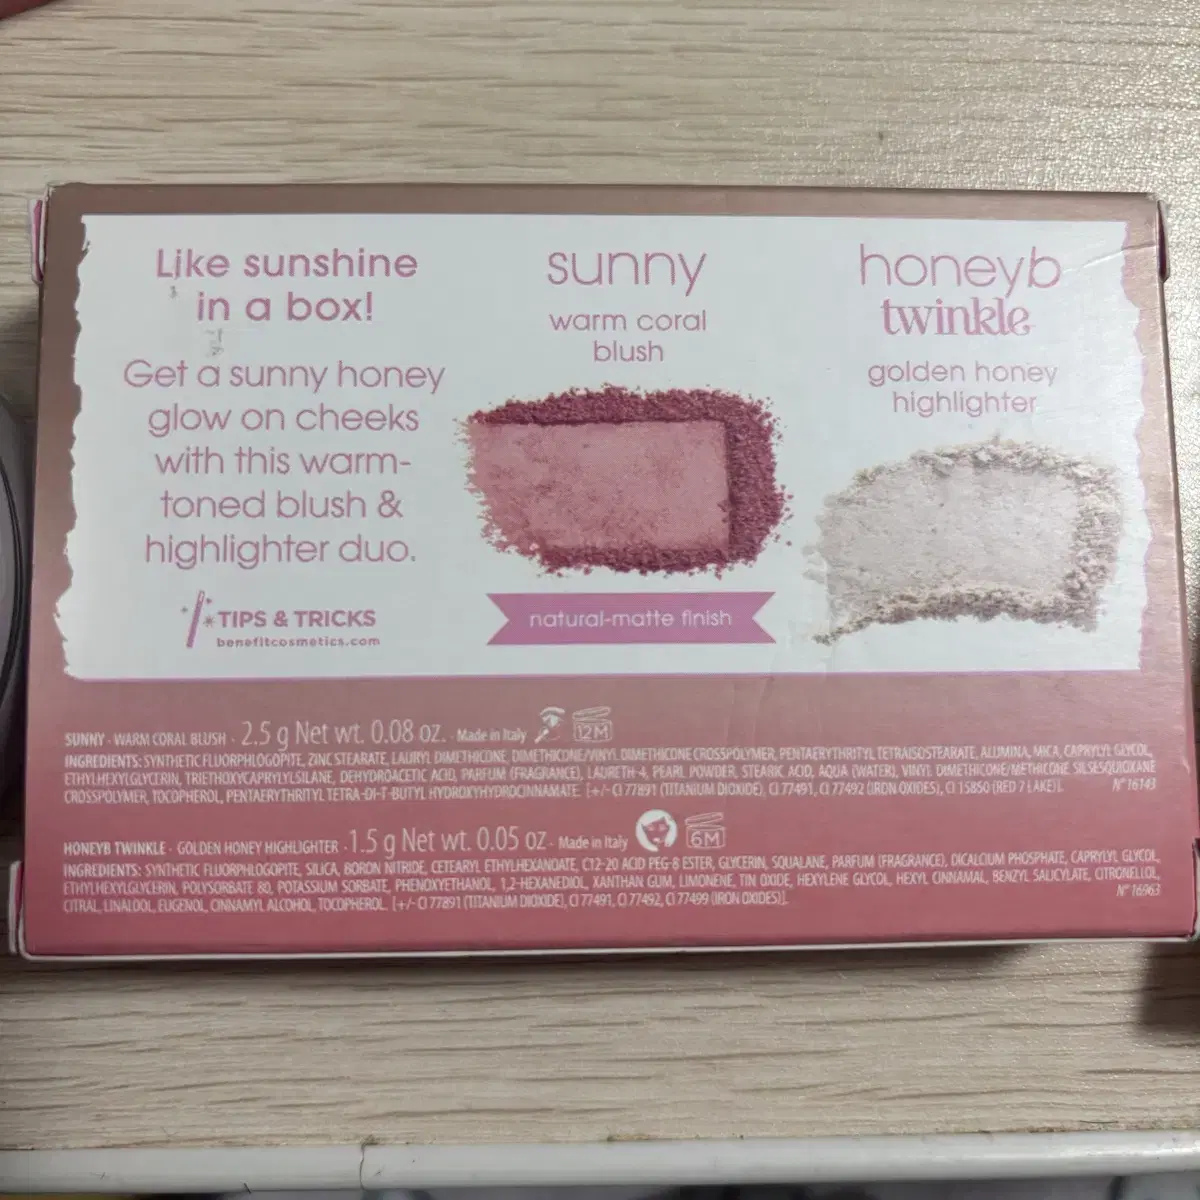 Like sunshine
in a box!
Get a sunny honey
glow on cheeks
with this warm-
toned blush &
highlighter duo.
TIPS & TRICKS
benefitcosmetics.com
sunny
warm coral
blush
natural-matte finish
honeyb
twinkle
golden honey
highlighter
SUNNY · WARM CORAL BLUSH · 2.5 g Net wt. 0.08 oz. · Made in Italy 12M
INGREDIENTS: SYNTHETIC FLUORPHLOGOPITE, ZINC STEARATE, LAURYL DIMETHICONE, DIMETHICONE/VINYL DIMETHICONE CROSSPOLYMER, PENTAERYTHRITYL TETRAISOSTEARATE, ALUMINA, MICA, CAPRYLYL GLYCOL,
ETHYLHEXYLGLYCERIN, TRIETHOXYCAPRYLYLSILANE, DEHYDROACETIC ACID, PARFUM (FRAGRANCE), LAURETH-4, PEARL POWDER, STEARIC ACID, AQUA (WATER), VINYL DIMETHICONE/METHICONE SILSESQUIOXANE
CROSSPOLYMER, TOCOPHEROL, PENTAERYTHRITYL TETRA-DI-T-BUTYL HYDROXYHYDROCINNAMATE. [+/- CI 77891 (TITANIUM DIOXIDE), CI 77491, CI 77492 (IRON OXIDES), CI 15850 (RED 7 LAKE)]. N° 16143
HONEYB TWINKLE · GOLDEN HONEY HIGHLIGHTER · 1.5 g Net wt. 0.05 oz. · Made in Italy 6M
INGREDIENTS: SYNTHETIC FLUORPHLOGOPITE, SILICA, BORON NITRIDE, CETEARYL ETHYLHEXANOATE, C12-20 ACID PEG-8 ESTER, GLYCERIN, SQUALANE, PARFUM (FRAGRANCE), DICALCIUM PHOSPHATE, CAPRYLYL GLYCOL,
ETHYLHEXYLGLYCERIN, POLYSORBATE 80, POTASSIUM SORBATE, PHENOXYETHANOL, 1,2-HEXANEDIOL, XANTHAN GUM, LIMONENE, TIN OXIDE, HEXYLENE GLYCOL, HEXYL CINNAMAL, BENZYL SALICYLATE, CITRONELLOL,
CITRAL, LINALOOL, EUGENOL, CINNAMYL ALCOHOL, TOCOPHEROL. [+/- CI 77891 (TITANIUM DIOXIDE), CI 77491, CI 77492, CI 77499 (IRON OXIDES)]. N° 16963